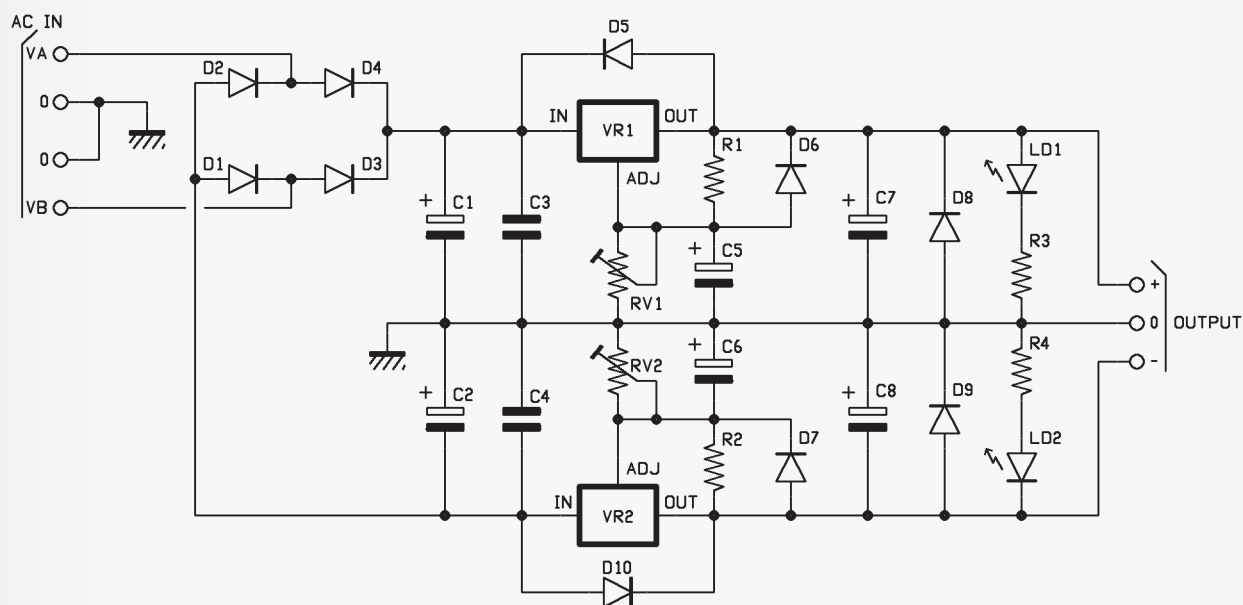 AC IN
VA
0
0
VB
D2
D4
D1
D3
D5
IN
VR1
OUT
ADJ
R1
D6
LD1
+
C1
C3
+
C7
D8
R3
+
C5
RV1
+
0
OUTPUT
-
+
C6
RV2
R4
+
C2
C4
+
C8
D9
ADJ
R2
D7
LD2
IN
VR2
OUT
D10